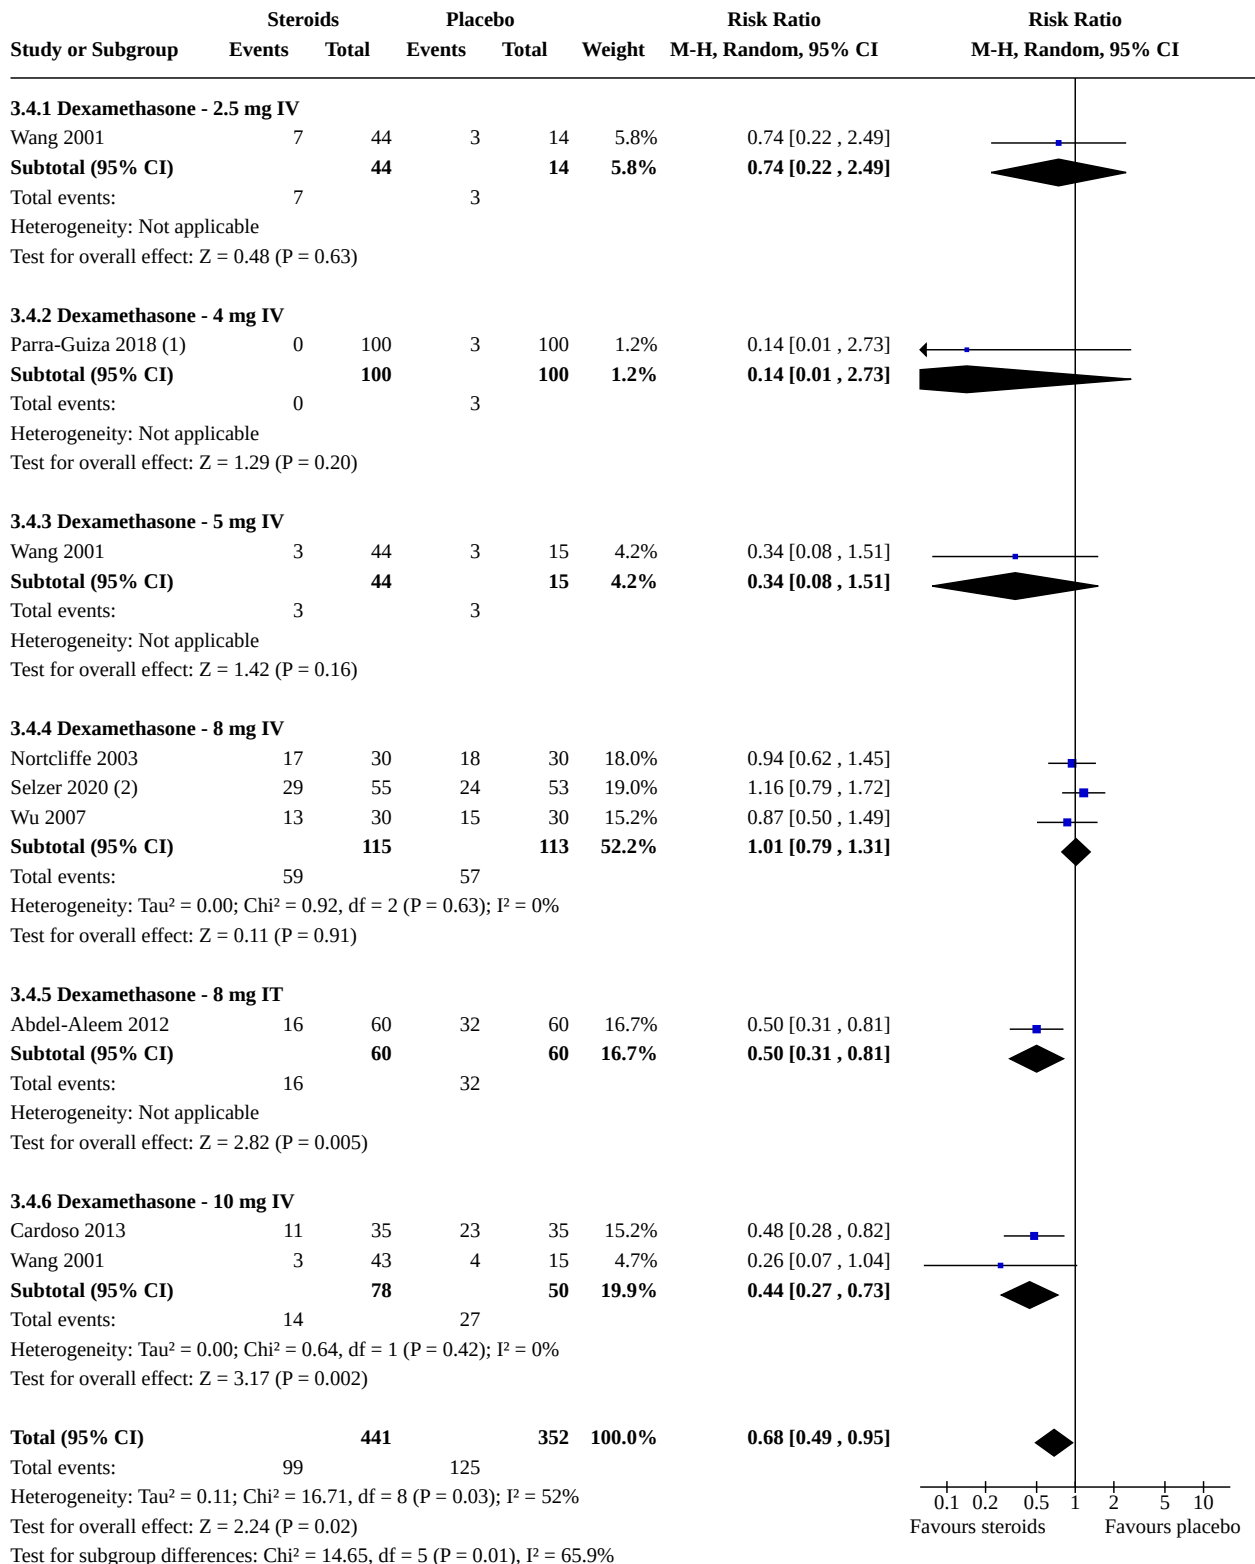 Steroids Placebo Risk Ratio Risk Ratio
Study or Subgroup Events Total Events Total Weight M-H, Random, 95% CI M-H, Random, 95% CI
3.4.1 Dexamethasone - 2.5 mg IV
Wang 2001 7 44 3 14 5.8% 0.74 [0.22 , 2.49]
Subtotal (95% CI) 44 14 5.8% 0.74 [0.22 , 2.49]
Total events: 7 3
Heterogeneity: Not applicable
Test for overall effect: Z = 0.48 (P = 0.63)
3.4.2 Dexamethasone - 4 mg IV
Parra-Guiza 2018 (1) 0 100 3 100 1.2% 0.14 [0.01 , 2.73]
Subtotal (95% CI) 100 100 1.2% 0.14 [0.01 , 2.73]
Total events: 0 3
Heterogeneity: Not applicable
Test for overall effect: Z = 1.29 (P = 0.20)
3.4.3 Dexamethasone - 5 mg IV
Wang 2001 3 44 3 15 4.2% 0.34 [0.08 , 1.51]
Subtotal (95% CI) 44 15 4.2% 0.34 [0.08 , 1.51]
Total events: 3 3
Heterogeneity: Not applicable
Test for overall effect: Z = 1.42 (P = 0.16)
3.4.4 Dexamethasone - 8 mg IV
Nortcliffe 2003 17 30 18 30 18.0% 0.94 [0.62 , 1.45]
Selzer 2020 (2) 29 55 24 53 19.0% 1.16 [0.79 , 1.72]
Wu 2007 13 30 15 30 15.2% 0.87 [0.50 , 1.49]
Subtotal (95% CI) 115 113 52.2% 1.01 [0.79 , 1.31]
Total events: 59 57
Heterogeneity: Tau² = 0.00; Chi² = 0.92, df = 2 (P = 0.63); I² = 0%
Test for overall effect: Z = 0.11 (P = 0.91)
3.4.5 Dexamethasone - 8 mg IT
Abdel-Aleem 2012 16 60 32 60 16.7% 0.50 [0.31 , 0.81]
Subtotal (95% CI) 60 60 16.7% 0.50 [0.31 , 0.81]
Total events: 16 32
Heterogeneity: Not applicable
Test for overall effect: Z = 2.82 (P = 0.005)
3.4.6 Dexamethasone - 10 mg IV
Cardoso 2013 11 35 23 35 15.2% 0.48 [0.28 , 0.82]
Wang 2001 3 43 4 15 4.7% 0.26 [0.07 , 1.04]
Subtotal (95% CI) 78 50 19.9% 0.44 [0.27 , 0.73]
Total events: 14 27
Heterogeneity: Tau² = 0.00; Chi² = 0.64, df = 1 (P = 0.42); I² = 0%
Test for overall effect: Z = 3.17 (P = 0.002)
Total (95% CI) 441 352 100.0% 0.68 [0.49 , 0.95]
Total events: 99 125
Heterogeneity: Tau² = 0.11; Chi² = 16.71, df = 8 (P = 0.03); I² = 52%
0.1 0.2 0.5 1 2 5 10
Test for overall effect: Z = 2.24 (P = 0.02)
Favours steroids Favours placebo
Test for subgroup differences: Chi² = 14.65, df = 5 (P = 0.01), I² = 65.9%